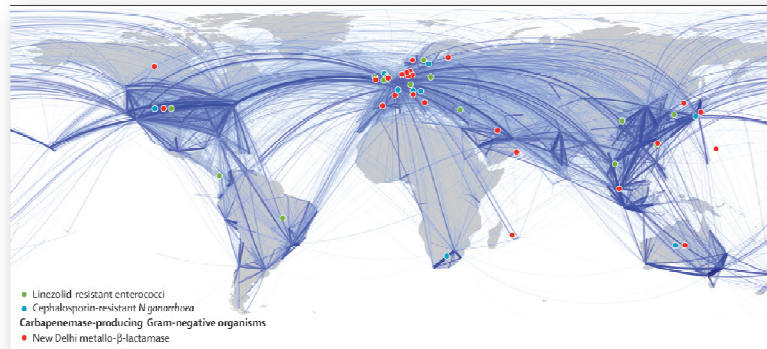 Linezolid-resistant enterococci
Cephalosporin-resistant N gonorrhoea
Carbapenemase-producing Gram-negative organisms
New Delhi metallo-β-lactamase